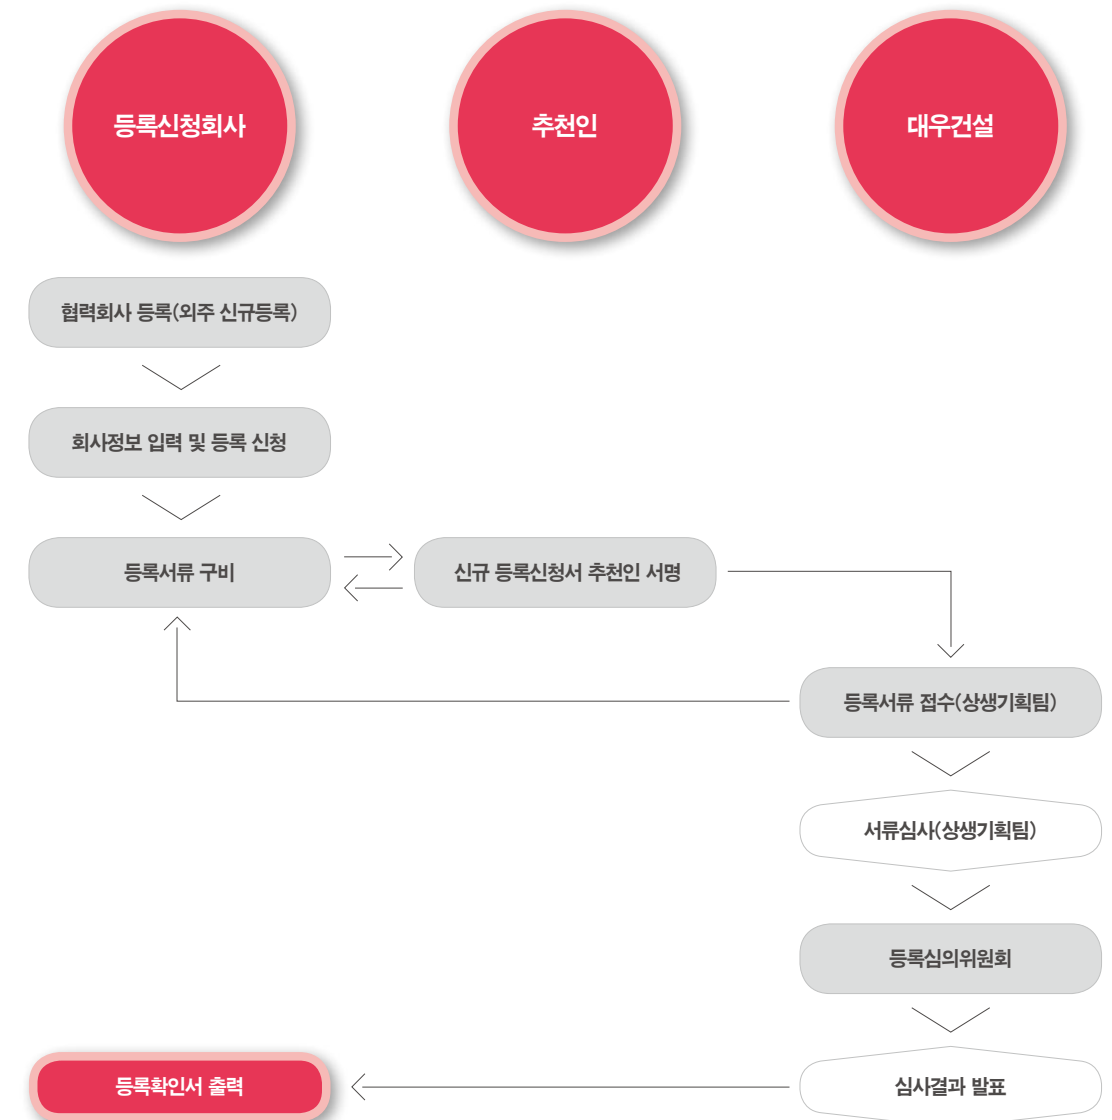 등록신청회사
추천인
대우건설
협력회사 등록(외주 신규등록)
회사정보 입력 및 등록 신청
등록서류 구비
신규 등록신청서 추천인 서명
등록서류 접수(상생기획팀)
서류심사(상생기획팀)
등록심의위원회
등록확인서 출력
심사결과 발표